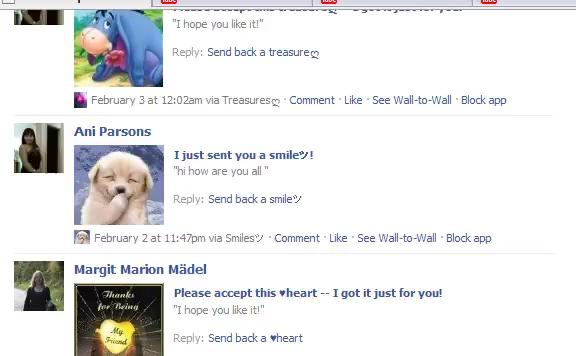 "I hope you like it!"
Reply: Send back a treasureஓ
February 3 at 12:02am via Treasuresஓ · Comment · Like · See Wall-to-Wall · Block app
Ani Parsons
I just sent you a smileツ!
"hi how are you all "
Reply: Send back a smileツ
February 2 at 11:47pm via Smilesツ · Comment · Like · See Wall-to-Wall · Block app
Margit Marion Mädel
Please accept this ♥heart -- I got it just for you!
"I hope you like it!"
Reply: Send back a ♥heart
Thanks
for Being
My
Friend